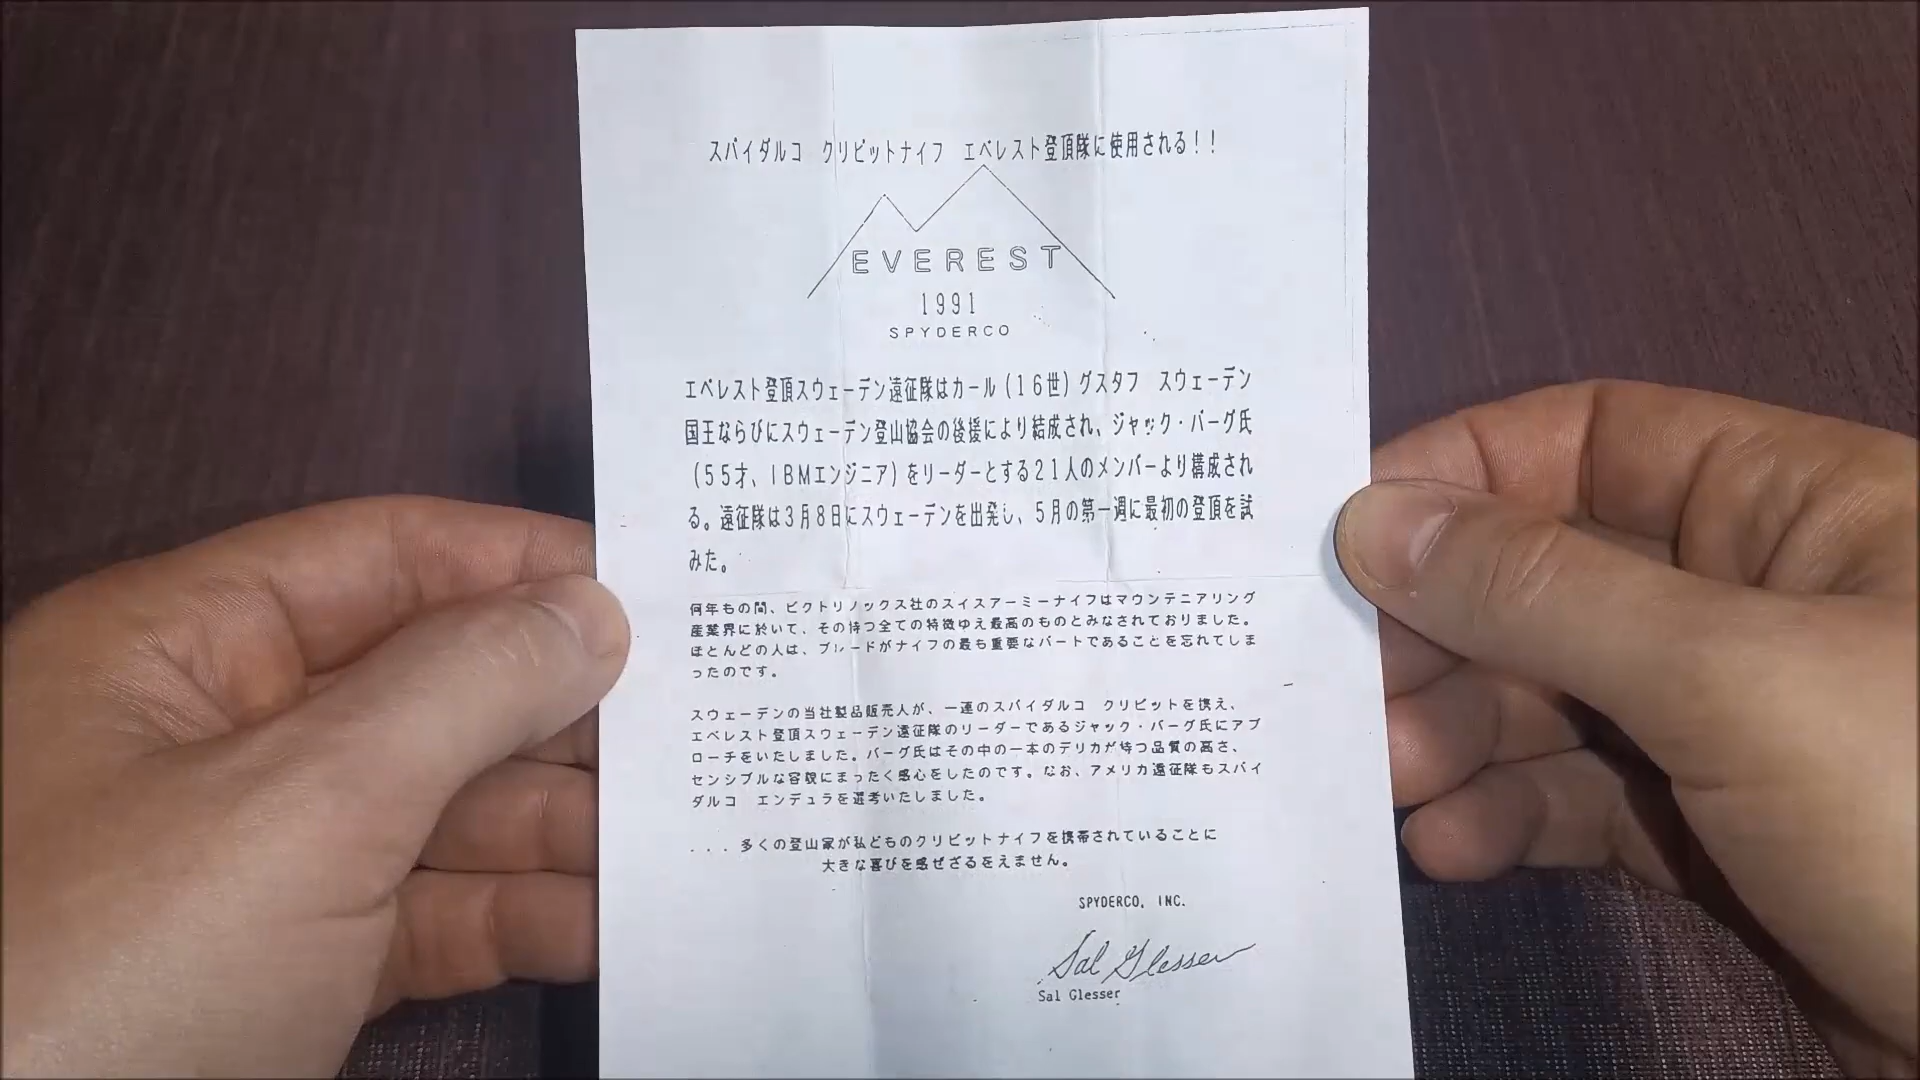 スパイダルコ　クリピットナイフ　エベレスト登頂隊に使用される！！
EVEREST
1991
SPYDERCO
エベレスト登頂スウェーデン遠征隊はカール（16世）グスタフ　スウェーデン
国王ならびにスウェーデン登山協会の後援により結成され、ジャック・バーグ氏
（55才、IBMエンジニア）をリーダーとする21人のメンバーより構成され
る。遠征隊は3月8日にスウェーデンを出発し、5月の第一週に最初の登頂を試
みた。
何年もの間、ビクトリノックス社のスイスアーミーナイフはマウンテニアリング
産業界に於いて、その持つ全ての特徴ゆえ最高のものとみなされておりました。
ほとんどの人は、ブレードがナイフの最も重要なパートであることを忘れてしま
ったのです。
スウェーデンの当社製品販売人が、一連のスパイダルコ　クリピットを携え、
エベレスト登頂スウェーデン遠征隊のリーダーであるジャック・バーグ氏にアプ
ローチをいたしました。バーグ氏はその中の一本のデリカが持つ品質の高さ、
センシブルな容貌にまったく感心をしたのです。なお、アメリカ遠征隊もスパイ
ダルコ　エンデュラを選考いたしました。
...多くの登山家が私どものクリピットナイフを携帯されていることに
大きな喜びを感ぜざるをえません。
SPYDERCO, INC.
Sal Glesser
Sal Glesser